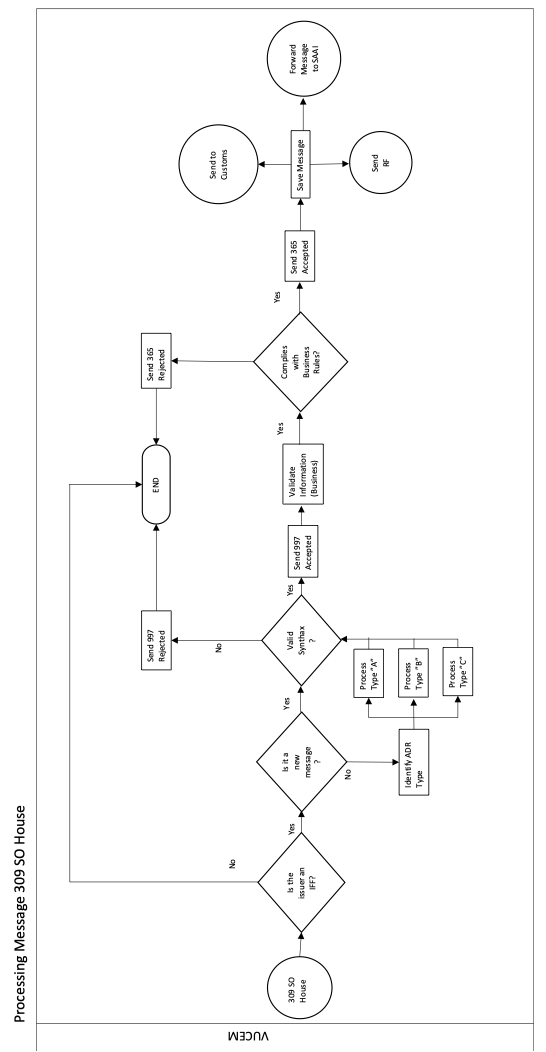 Processing Message 309 SO House
VUCEM
309 SO
House
Is the
issuer an
IFF?
No
Yes
Is it a
new
message
?
No
Identify ADR
Type
Process
Type "A"
Process
Type "B"
Process
Type "C"
Yes
Valid
Synthax
?
No
Send 997
Rejected
END
Yes
Send 997
Accepted
Validate
Information
(Business)
Yes
Complies
with
Business
Rules?
Send 365
Rejected
Yes
Send 365
Accepted
Save Message
Send to
Customs
Send
RF
Forward
Message
to SAAI